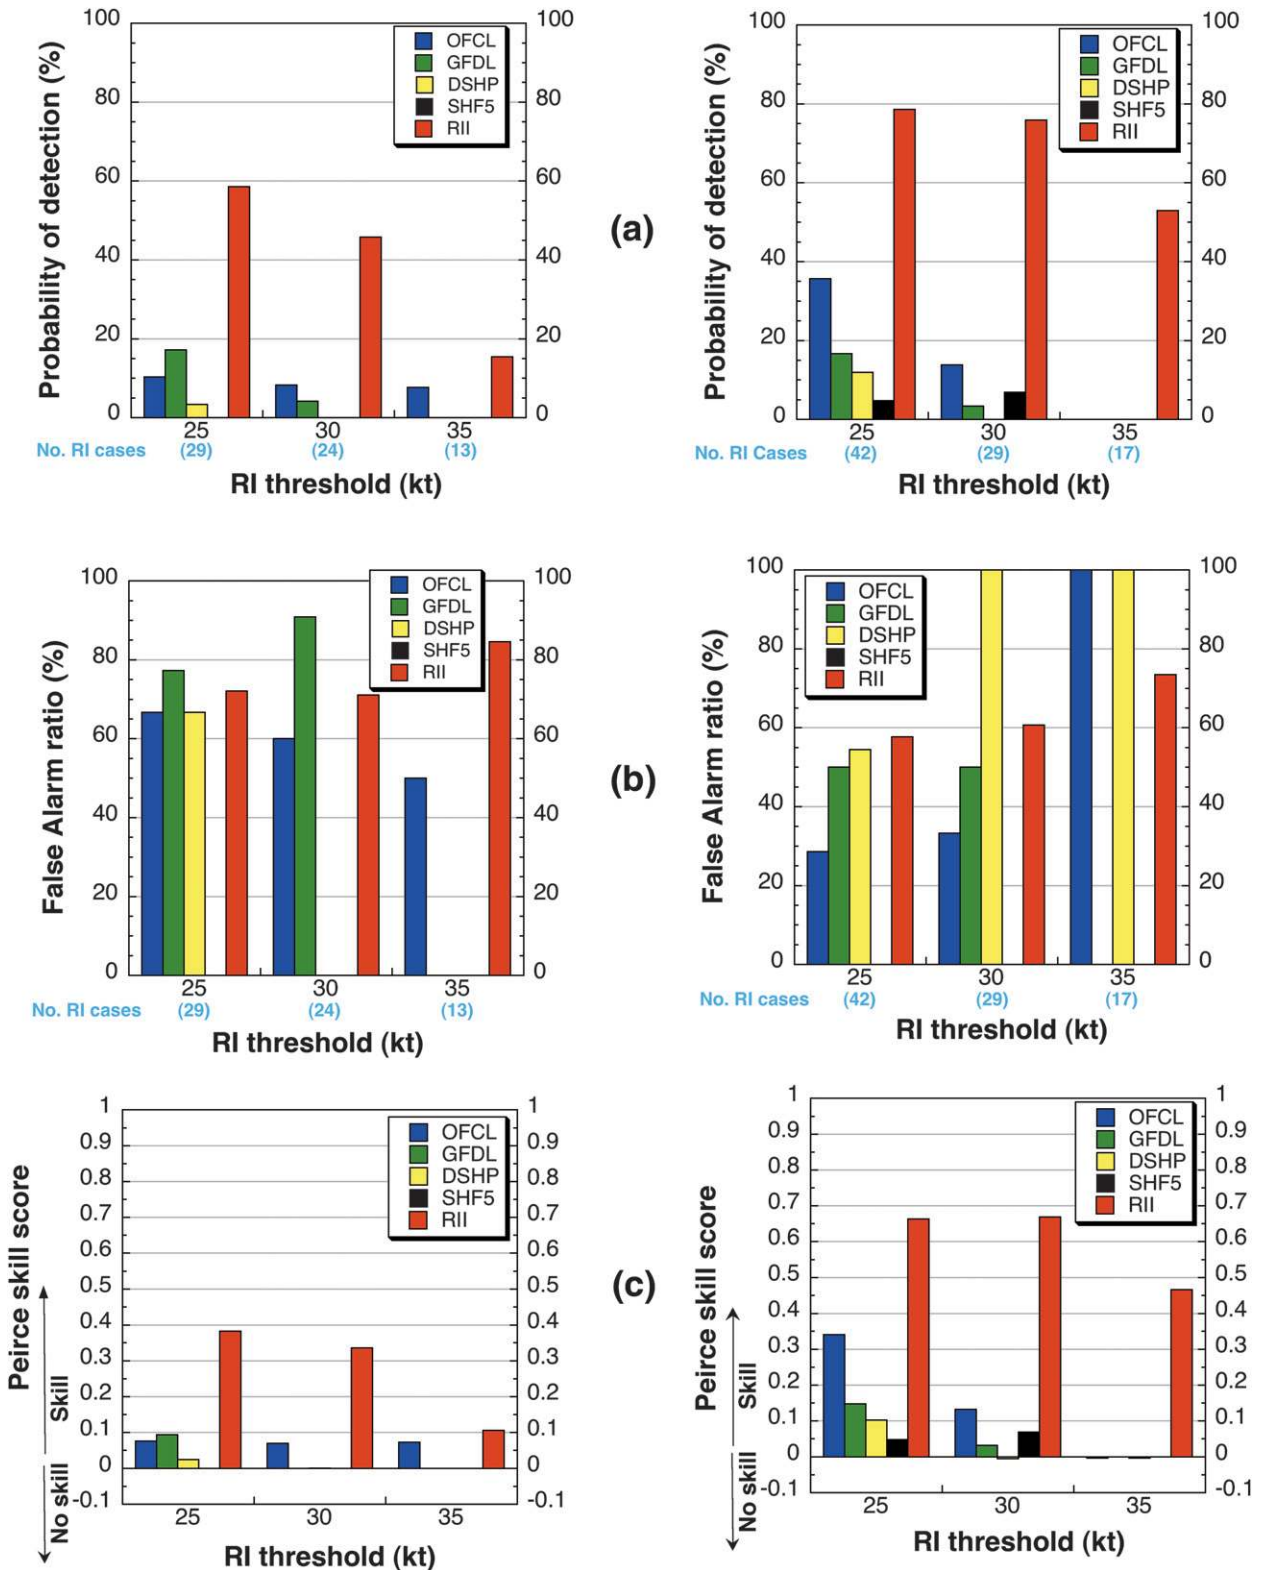 100
80
60
40
20
0
Probability of detection (%)
OFCL
GFDL
DSHP
SHF5
RII
100
80
60
40
20
0
25 30 35
No. RI cases (29) (24) (13)
RI threshold (kt)
(a)
100
80
60
40
20
0
Probability of detection (%)
OFCL
GFDL
DSHP
SHF5
RII
100
80
60
40
20
0
25 30 35
No. RI Cases (42) (29) (17)
RI threshold (kt)
100
80
60
40
20
0
False Alarm ratio (%)
OFCL
GFDL
DSHP
SHF5
RII
100
80
60
40
20
0
25 30 35
No. RI cases (29) (24) (13)
RI threshold (kt)
(b)
100
80
60
40
20
0
False Alarm ratio (%)
OFCL
GFDL
DSHP
SHF5
RII
100
80
60
40
20
0
25 30 35
No. RI cases (42) (29) (17)
RI threshold (kt)
1
0.9
0.8
0.7
0.6
0.5
0.4
0.3
0.2
0.1
0
-0.1
Peirce skill score
Skill
No skill
OFCL
GFDL
DSHP
SHF5
RII
1
0.9
0.8
0.7
0.6
0.5
0.4
0.3
0.2
0.1
0
-0.1
25 30 35
RI threshold (kt)
(c)
1
0.9
0.8
0.7
0.6
0.5
0.4
0.3
0.2
0.1
0
-0.1
Peirce skill score
Skill
No skill
OFCL
GFDL
DSHP
SHF5
RII
1
0.9
0.8
0.7
0.6
0.5
0.4
0.3
0.2
0.1
0
-0.1
25 30 35
RI threshold (kt)